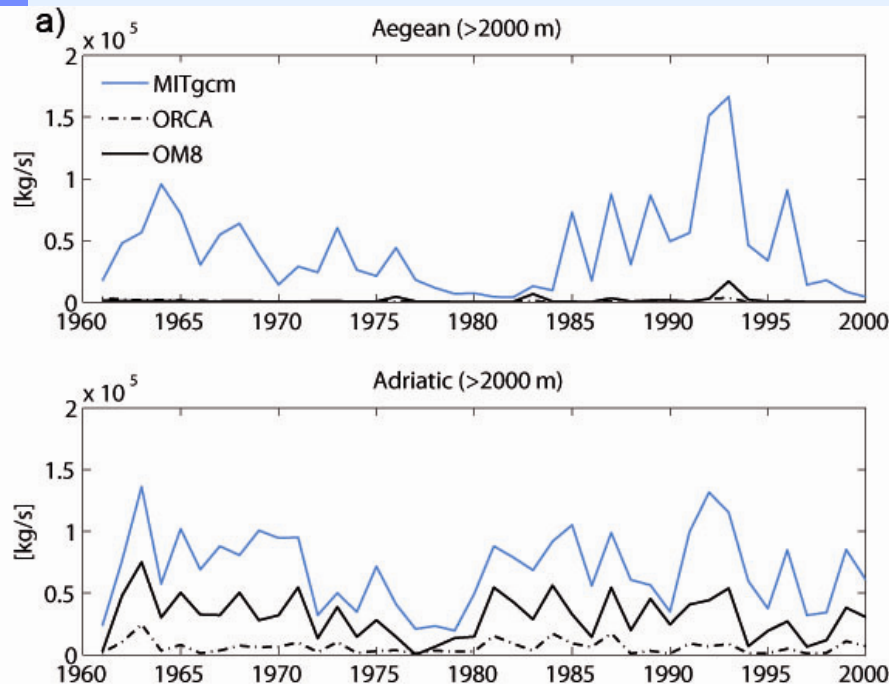 a)
x 10 5
Aegean (>2000 m)
2
1.5
1
0.5
0
[kg/s]
MITgcm
ORCA
OM8
1960 1965 1970 1975 1980 1985 1990 1995 2000
x 10 5
Adriatic (>2000 m)
2
1.5
1
0.5
0
[kg/s]
1960 1965 1970 1975 1980 1985 1990 1995 2000